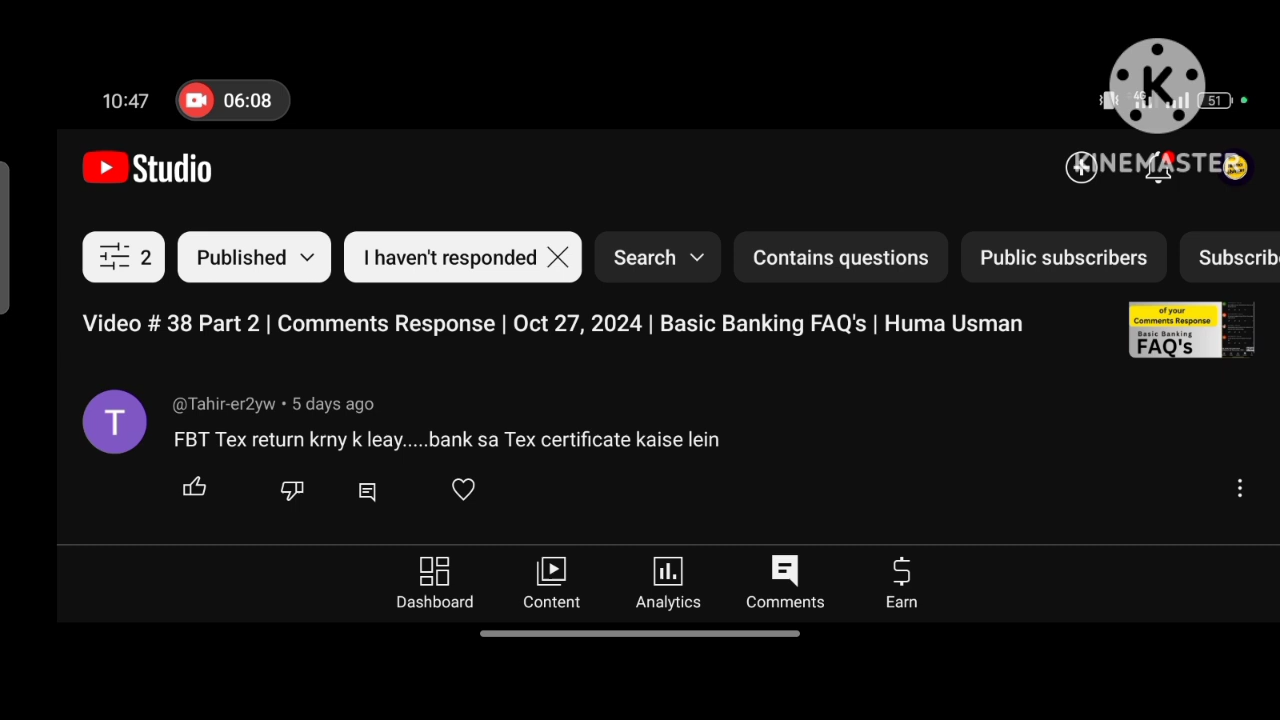 10:47
06:08
4G
51
K
KINEMASTER
Studio
2
Published
I haven't responded
Search
Contains questions
Public subscribers
Subscribe
Video # 38 Part 2 | Comments Response | Oct 27, 2024 | Basic Banking FAQ's | Huma Usman
of your
Comments Response
Basic Banking
FAQ's
T
@Tahir-er2yw • 5 days ago
FBT Tex return krny k leay.....bank sa Tex certificate kaise lein
Dashboard
Content
Analytics
Comments
Earn